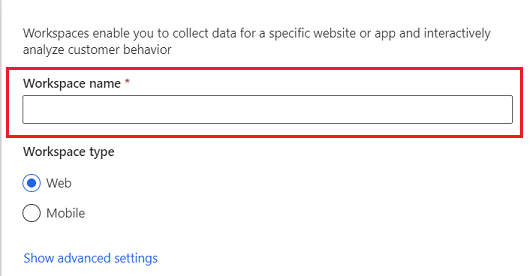 Workspaces enable you to collect data for a specific website or app and interactively
analyze customer behavior
Workspace name *
Workspace type
Web
Mobile
Show advanced settings